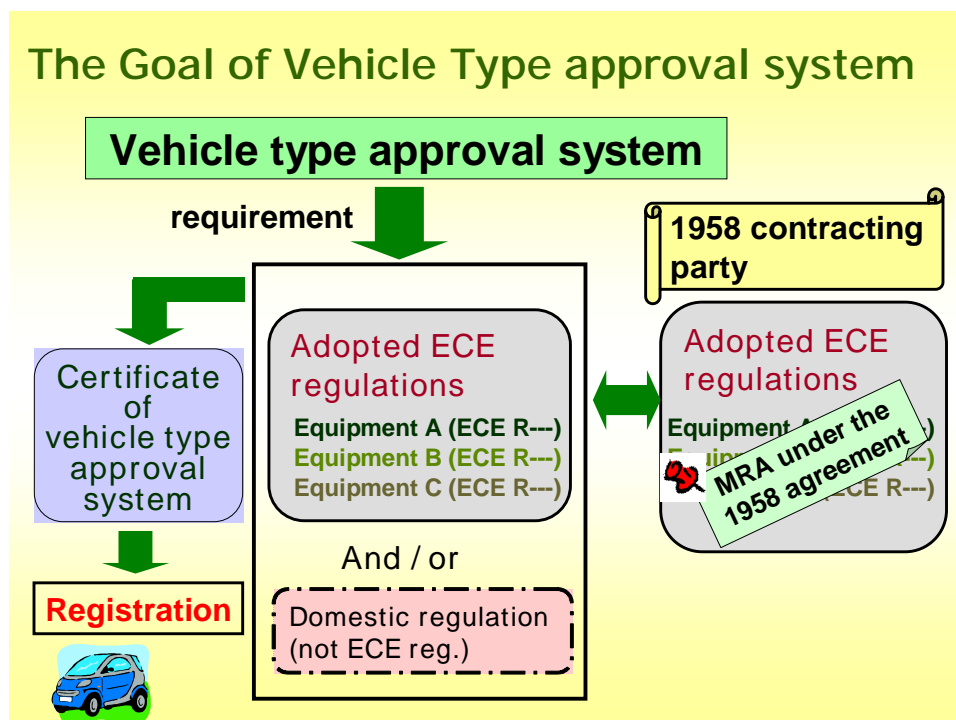 The Goal of Vehicle Type approval system
Vehicle type approval system
requirement
1958 contracting
party
Adopted ECE
regulations
Equipment A (ECE R---)
Equipment B (ECE R---)
Equipment C (ECE R---)
And / or
Domestic regulation
(not ECE reg.)
Certificate
of
vehicle type
approval
system
Registration
Adopted ECE
regulations
Equipment
ECE R---)
MRA under the
1958 agreement